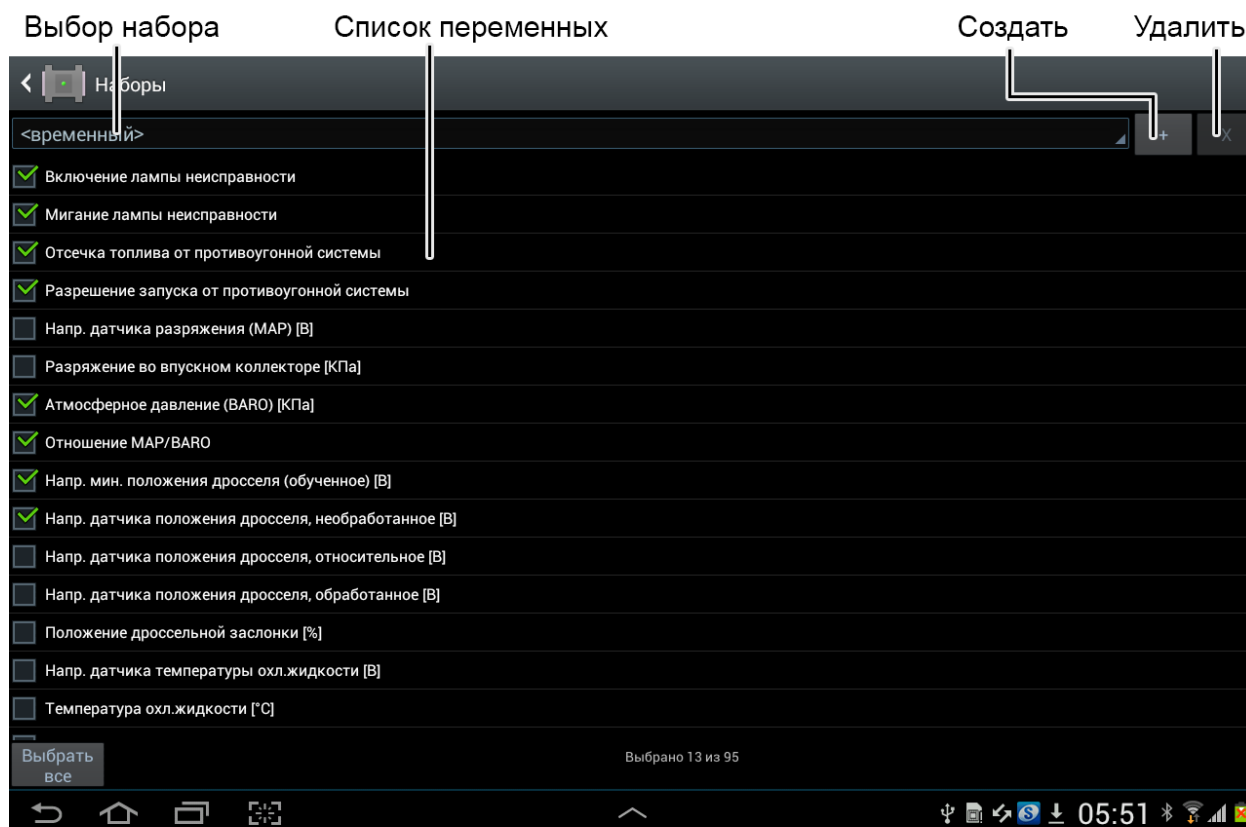 Выбор набора Список переменных Создать Удалить
Наборы
<временный> + X
Включение лампы неисправности
Мигание лампы неисправности
Отсечка топлива от противоугонной системы
Разрешение запуска от противоугонной системы
Напр. датчика разряжения (MAP) [В]
Разряжение во впускном коллекторе [КПа]
Атмосферное давление (BARO) [КПа]
Отношение MAP/BARO
Напр. мин. положения дросселя (обученное) [В]
Напр. датчика положения дросселя, необработанное [В]
Напр. датчика положения дросселя, относительное [В]
Напр. датчика положения дросселя, обработанное [В]
Положение дроссельной заслонки [%]
Напр. датчика температуры охл.жидкости [В]
Температура охл.жидкости [°C]
Выбрать
все
Выбрано 13 из 95
05:51